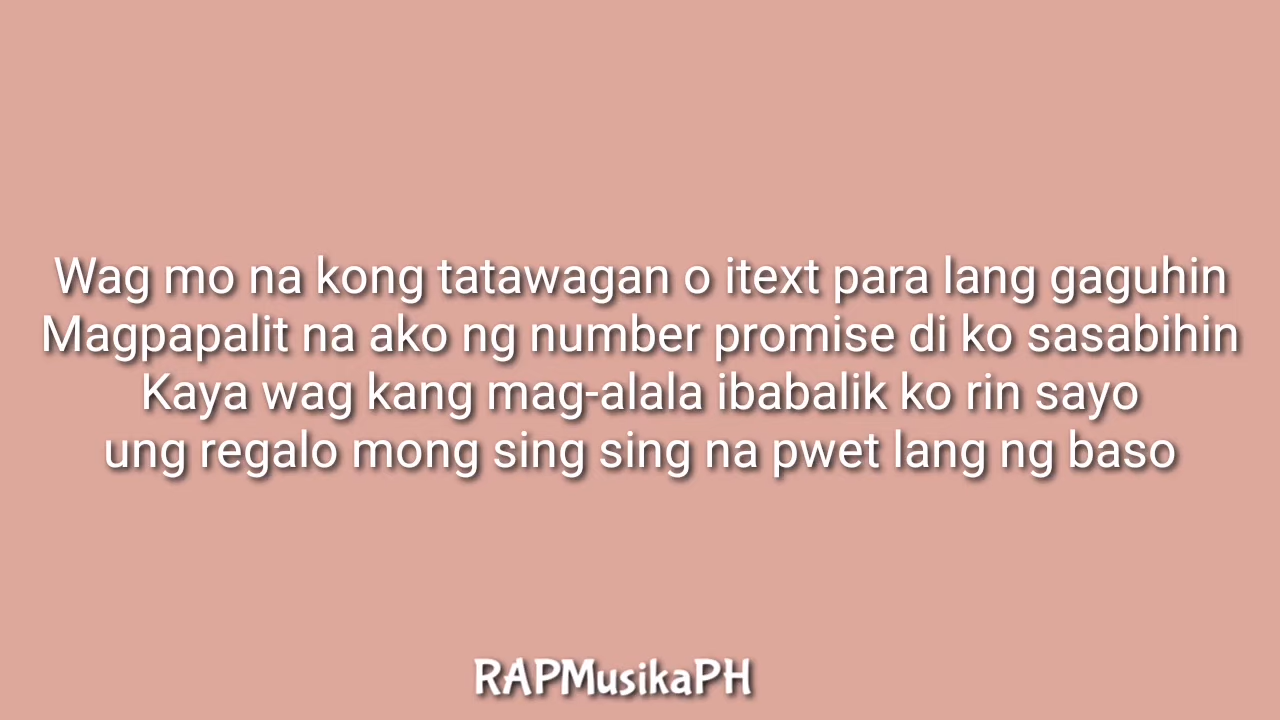 Wag mo na kong tatawagan o itext para lang gaguhin
Magpapalit na ako ng number promise di ko sasabihin
Kaya wag kang mag-alala ibabalik ko rin sayo
ung regalo mong sing sing na pwet lang ng baso
RAPMusikaPH